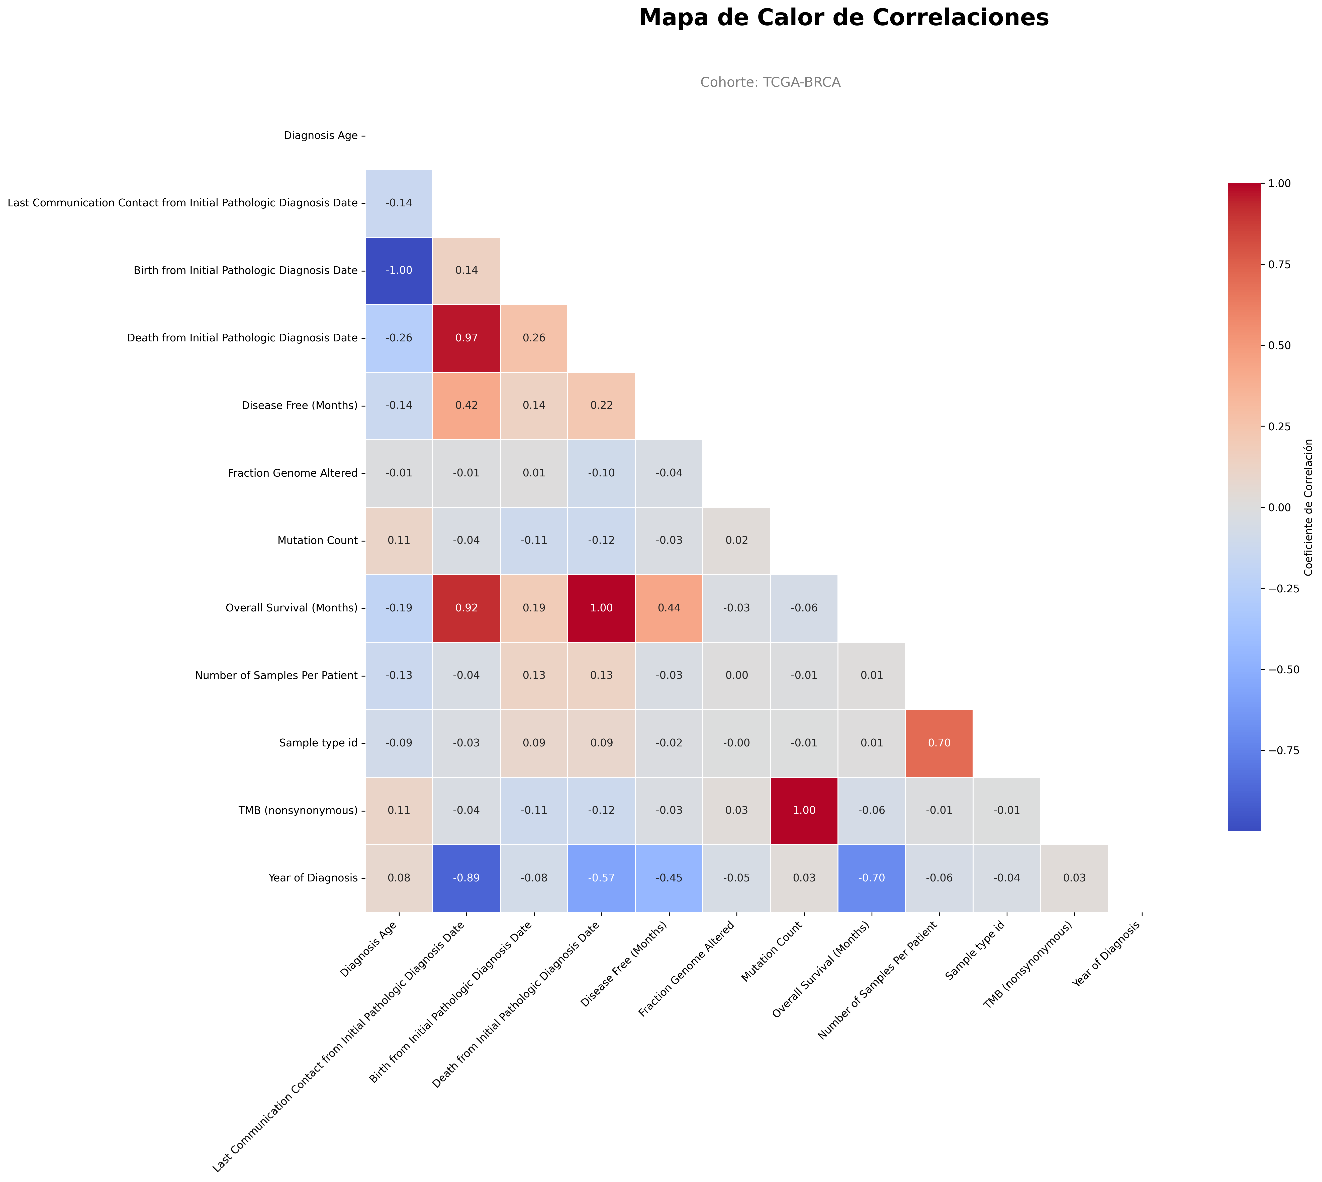 Mapa de Calor de Correlaciones
Cohorte: TCGA-BRCA
Diagnosis Age
Last Communication Contact from Initial Pathologic Diagnosis Date -0.14
Birth from Initial Pathologic Diagnosis Date -1.00 0.14
Death from Initial Pathologic Diagnosis Date -0.26 0.97 0.26
Disease Free (Months) -0.14 0.42 0.14 0.22
Fraction Genome Altered -0.01 -0.01 0.01 -0.10 -0.04
Mutation Count 0.11 -0.04 -0.11 -0.12 -0.03 0.02
Overall Survival (Months) -0.19 0.92 0.19 1.00 0.44 -0.03 -0.06
Number of Samples Per Patient -0.13 -0.04 0.13 0.13 -0.03 0.00 -0.01 0.01
Sample type id -0.09 -0.03 0.09 0.09 -0.02 -0.00 -0.01 0.01 0.70
TMB (nonsynonymous) 0.11 -0.04 -0.11 -0.12 -0.03 0.03 1.00 -0.06 -0.01 -0.01
Year of Diagnosis 0.08 -0.89 -0.08 -0.57 -0.45 -0.05 0.03 -0.70 -0.06 -0.04 0.03
Diagnosis Age
Last Communication Contact from Initial Pathologic Diagnosis Date
Birth from Initial Pathologic Diagnosis Date
Death from Initial Pathologic Diagnosis Date
Disease Free (Months)
Fraction Genome Altered
Mutation Count
Overall Survival (Months)
Number of Samples Per Patient
Sample type id
TMB (nonsynonymous)
Year of Diagnosis
1.00
0.75
0.50
0.25
0.00
−0.25
−0.50
−0.75
Coeficiente de Correlación